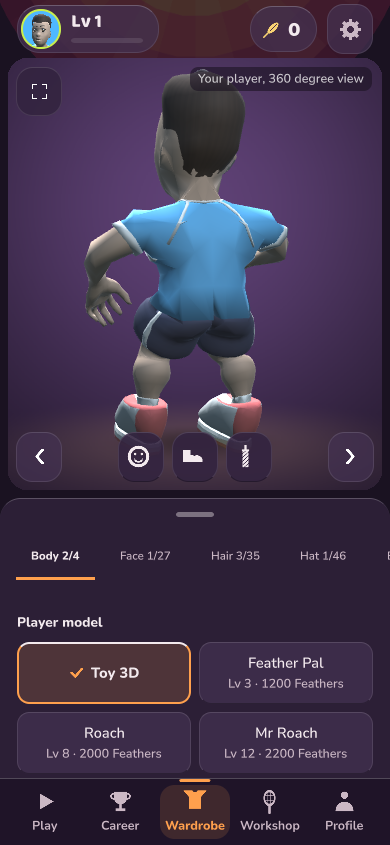 Lv 1
0
Your player, 360 degree view
Body 2/4
Face 1/27
Hair 3/35
Hat 1/46
Player model
Toy 3D
Feather Pal
Lv 3 · 1200 Feathers
Roach
Lv 8 · 2000 Feathers
Mr Roach
Lv 12 · 2200 Feathers
Play
Career
Wardrobe
Workshop
Profile